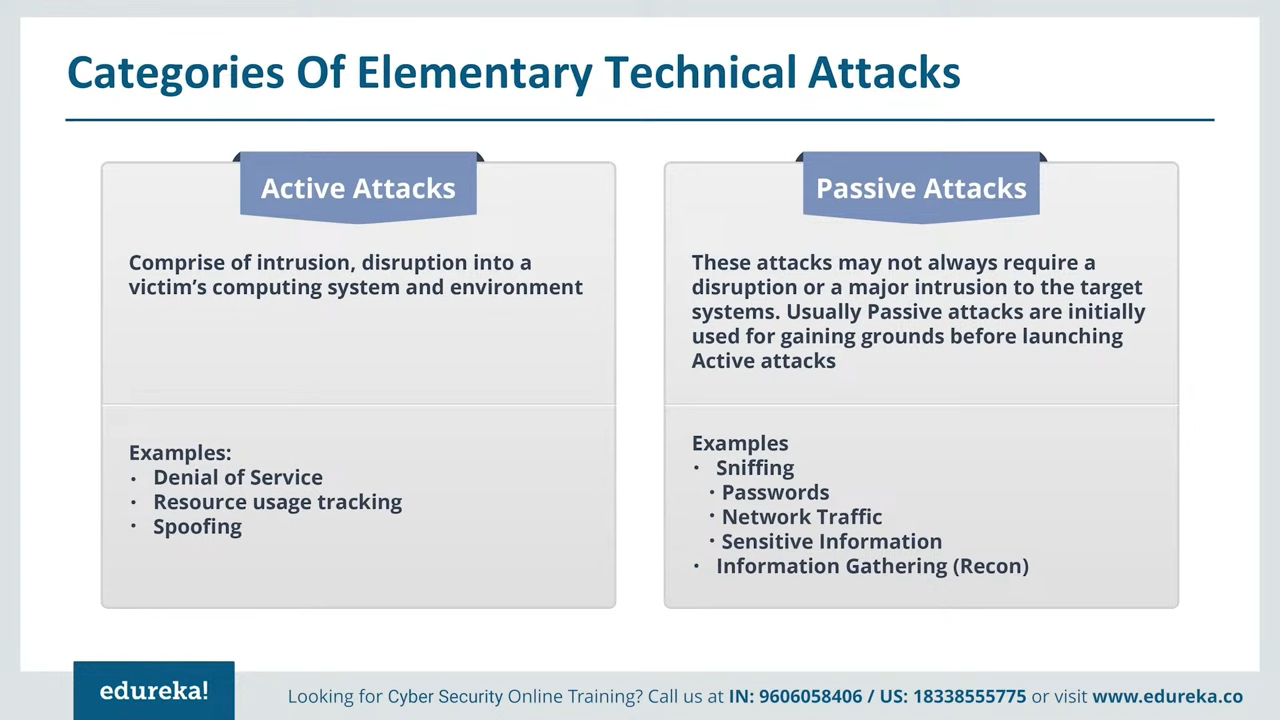 Categories Of Elementary Technical Attacks
Active Attacks
Comprise of intrusion, disruption into a
victim’s computing system and environment
Examples:
• Denial of Service
• Resource usage tracking
• Spoofing
Passive Attacks
These attacks may not always require a
disruption or a major intrusion to the target
systems. Usually Passive attacks are initially
used for gaining grounds before launching
Active attacks
Examples
• Sniffing
• Passwords
• Network Traffic
• Sensitive Information
• Information Gathering (Recon)
edureka!
Looking for Cyber Security Online Training? Call us at IN: 9606058406 / US: 18338555775 or visit www.edureka.co